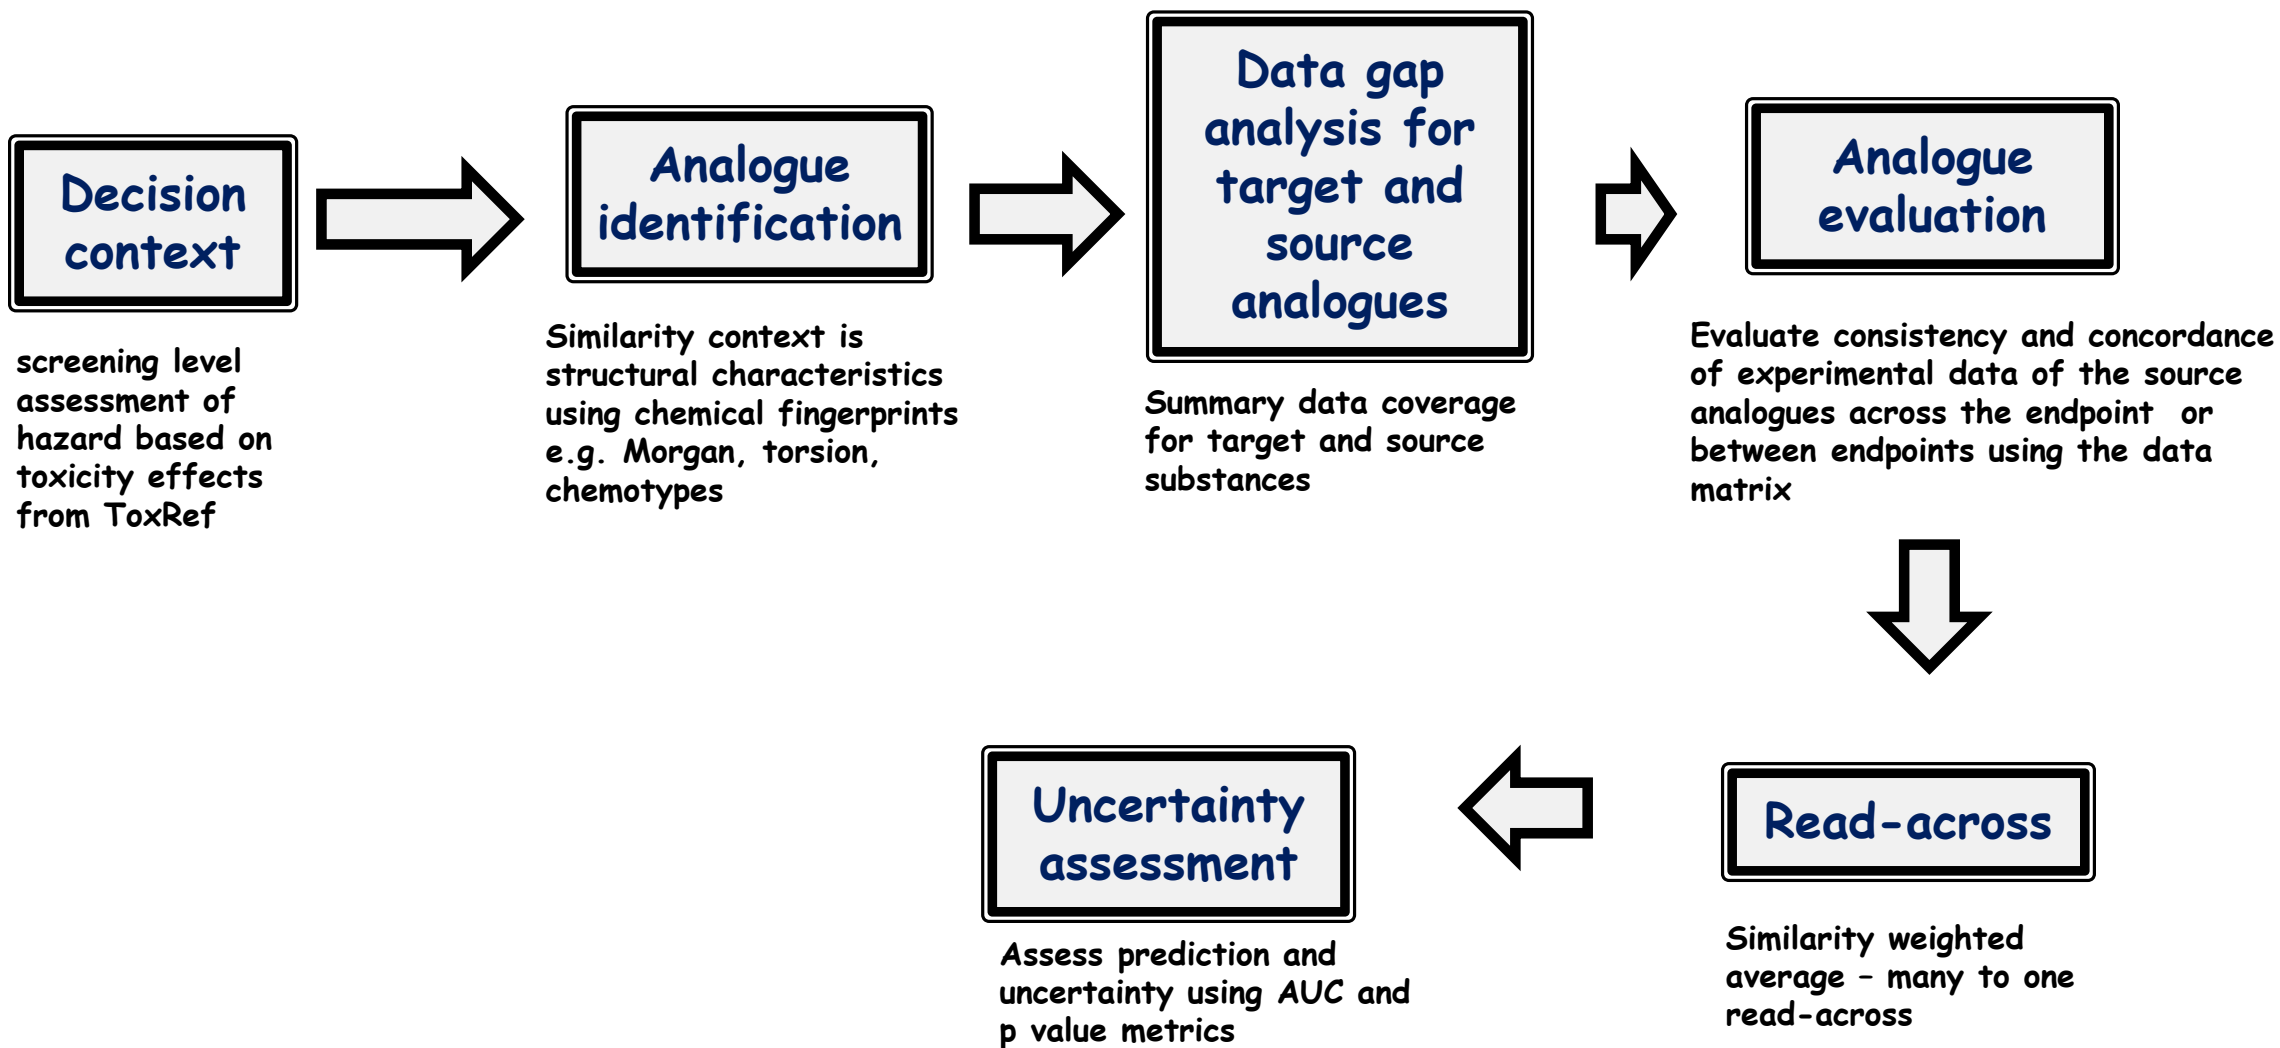 Decision
context
screening level
assessment of
hazard based on
toxicity effects
from ToxRef
Analogue
identification
Similarity context is
structural characteristics
using chemical fingerprints
e.g. Morgan, torsion,
chemotypes
Data gap
analysis for
target and
source
analogues
Summary data coverage
for target and source
substances
Analogue
evaluation
Evaluate consistency and concordance
of experimental data of the source
analogues across the endpoint or
between endpoints using the data
matrix
Read-across
Similarity weighted
average – many to one
read-across
Uncertainty
assessment
Assess prediction and
uncertainty using AUC and
p value metrics